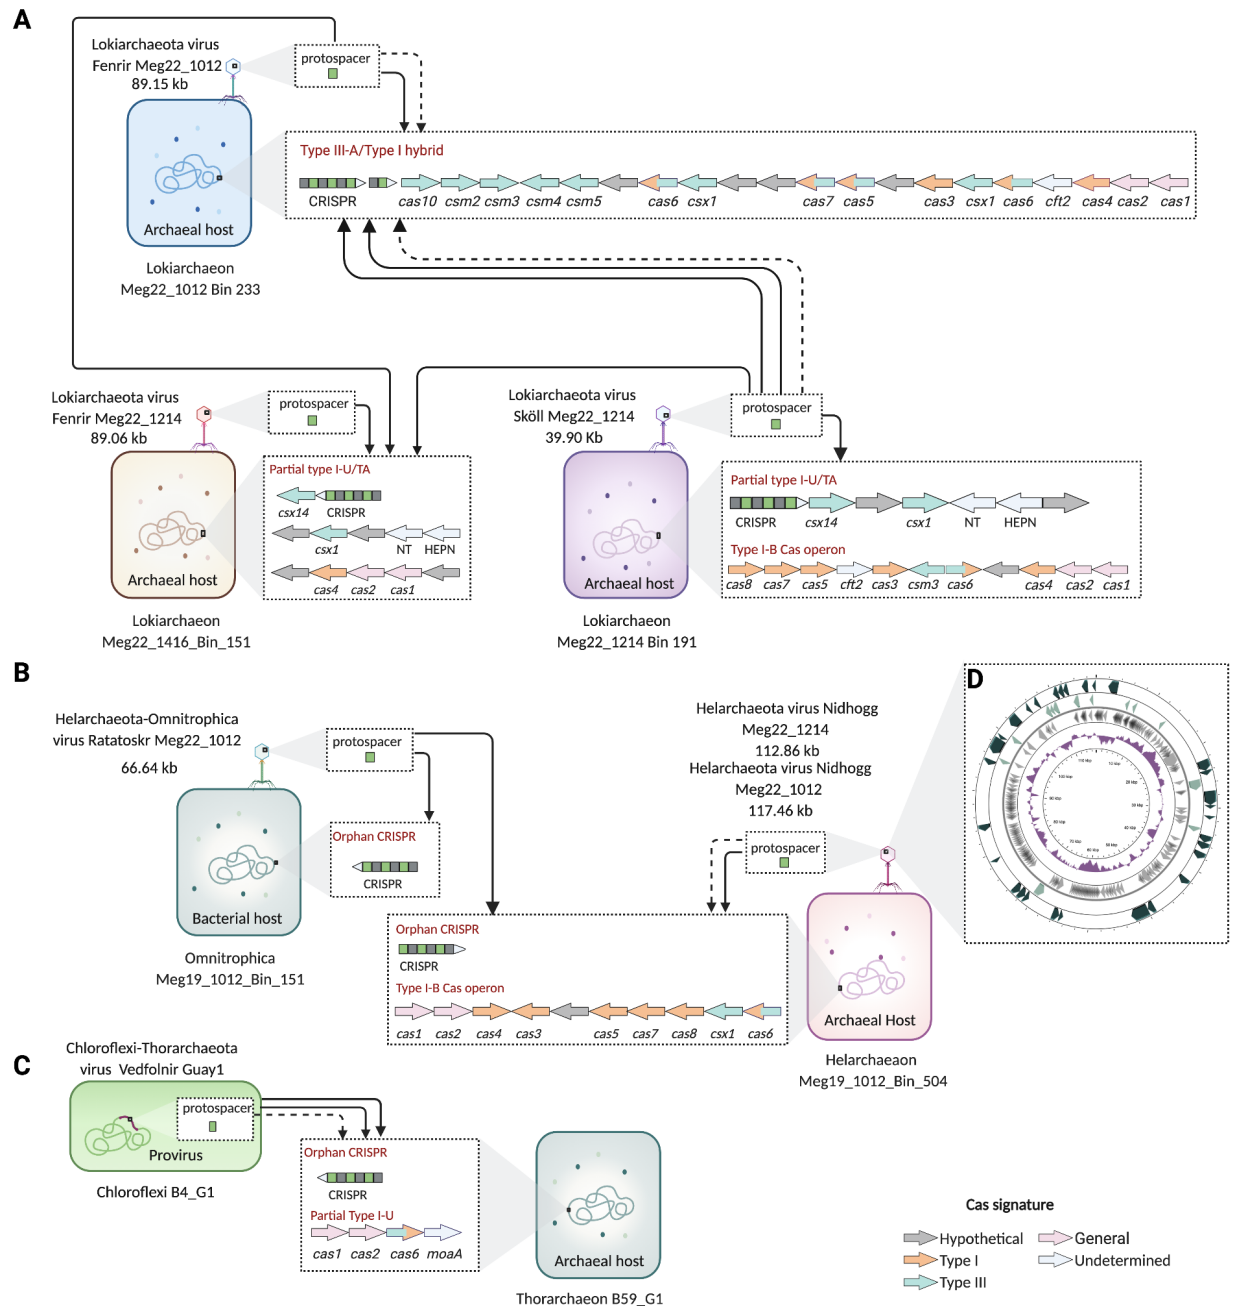 A
Lokiarchaeota virus
Fenrir Meg22_1012
89.15 kb
protospacer
Archaeal host
Lokiarchaeon
Meg22_1012 Bin 233
Type III-A/Type I hybrid
CRISPR
cas10 csm2 csm3 csm4 csm5 cas6 csx1 cas7 cas5 cas3 csx1 cas6 cft2 cas4 cas2 cas1
Lokiarchaeota virus
Fenrir Meg22_1214
89.06 kb
protospacer
Archaeal host
Lokiarchaeon
Meg22_1416_Bin_151
Partial type I-U/TA
csx14 CRISPR
csx1 NT HEPN
cas4 cas2 cas1
Lokiarchaeota virus
Sköll Meg22_1214
39.90 Kb
protospacer
Archaeal host
Lokiarchaeon
Meg22_1214 Bin 191
Partial type I-U/TA
CRISPR csx14 csx1 NT HEPN
Type I-B Cas operon
cas8 cas7 cas5 cft2 cas3 csm3 cas6 cas4 cas2 cas1
B
Helarchaeota-Omnitrophica
virus Ratatoskr Meg22_1012
66.64 kb
protospacer
Bacterial host
Omnitrophica
Meg19_1012_Bin_151
Orphan CRISPR
CRISPR
Helarchaeota virus Nidhogg
Meg22_1214
112.86 kb
Helarchaeota virus Nidhogg
Meg22_1012
117.46 kb
protospacer
Orphan CRISPR
CRISPR
Type I-B Cas operon
cas1 cas2 cas4 cas3 cas5 cas7 cas8 csx1 cas6
Archaeal Host
Helarchaeaon
Meg19_1012_Bin_504
D
C
Chloroflexi-Thorarchaeota
virus Vedfolnir Guay1
protospacer
Provirus
Chloroflexi B4_G1
Orphan CRISPR
CRISPR
Partial Type I-U
cas1 cas2 cas6 moaA
Archaeal host
Thorarchaeon B59_G1
Cas signature
Hypothetical
General
Type I
Undetermined
Type III